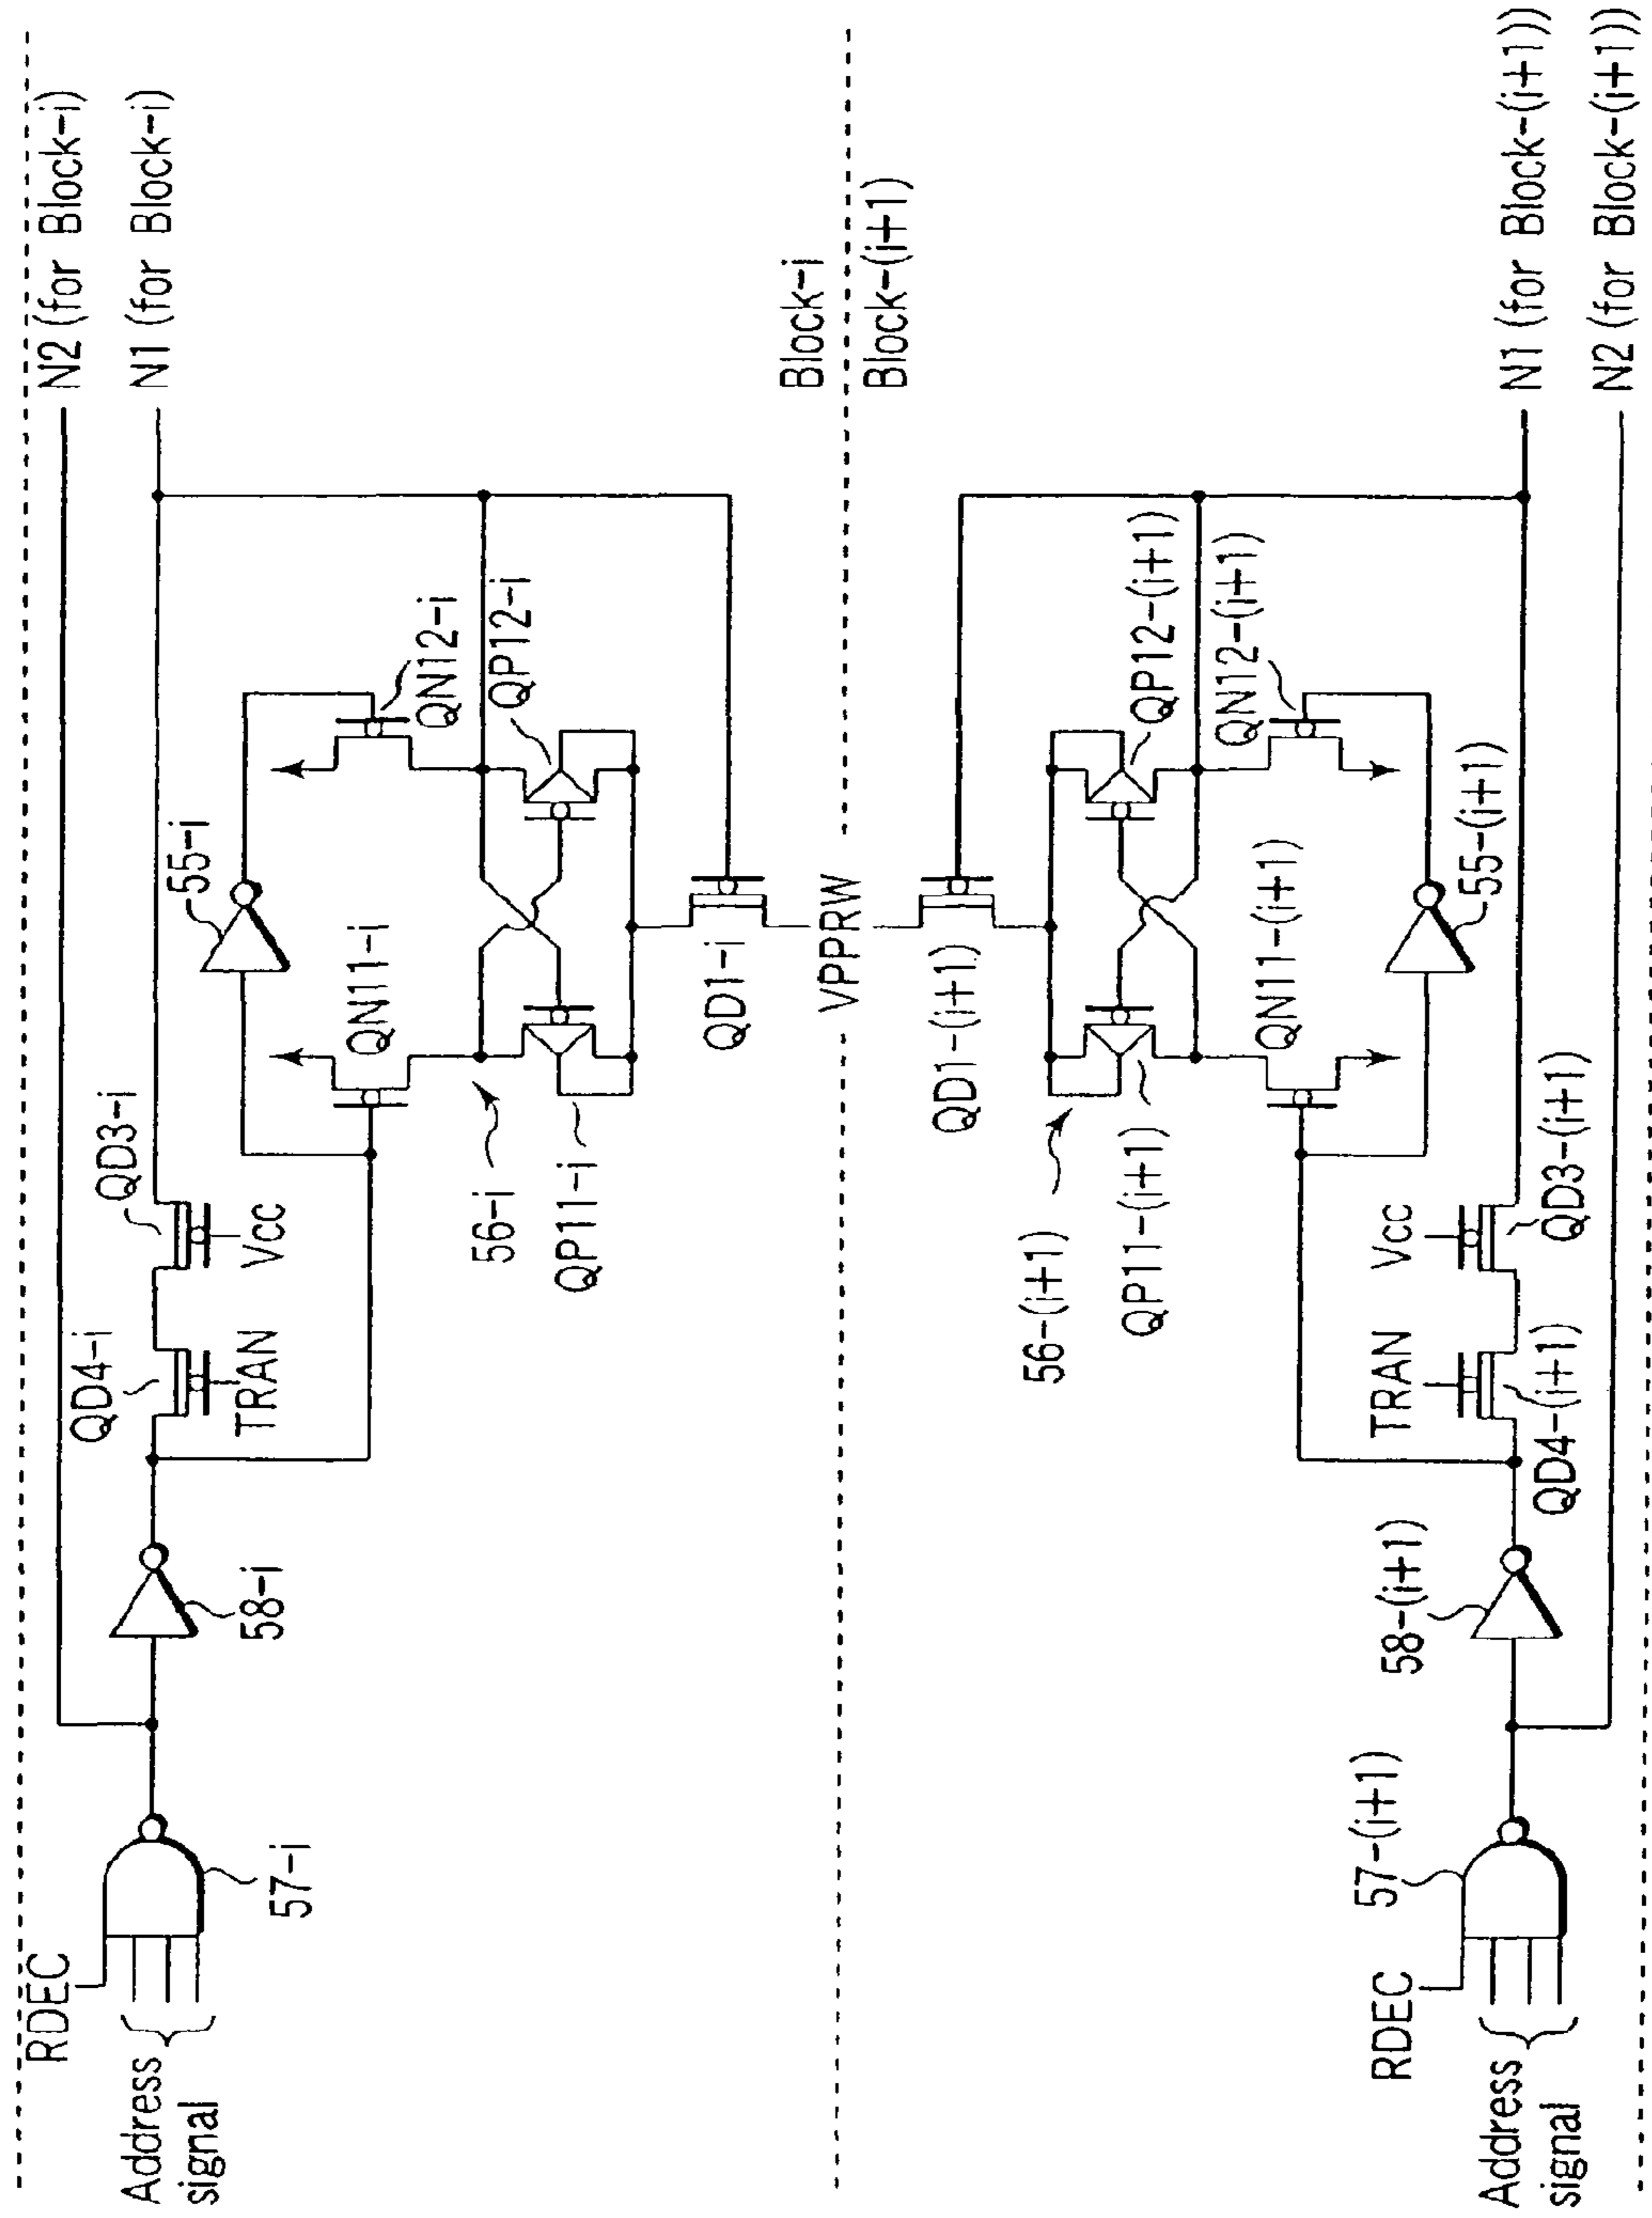 N2 (for Block-i)
N1 (for Block-i)
RDEC
Address
signal
57-i
58-i
QD4-i
TRAN
QD3-i
Vcc
55-i
QN11-i
QN12-i
QP12-i
56-i
QP11-i
QD1-i
Block-i
VPPRW
Block-(i+1)
QD1-(i+1)
56-(i+1)
QP11-(i+1)
QP12-(i+1)
QN12-(i+1)
QN11-(i+1)
55-(i+1)
TRAN
Vcc
QD4-(i+1)
QD3-(i+1)
58-(i+1)
57-(i+1)
RDEC
Address
signal
N1 (for Block-(i+1))
N2 (for Block-(i+1))